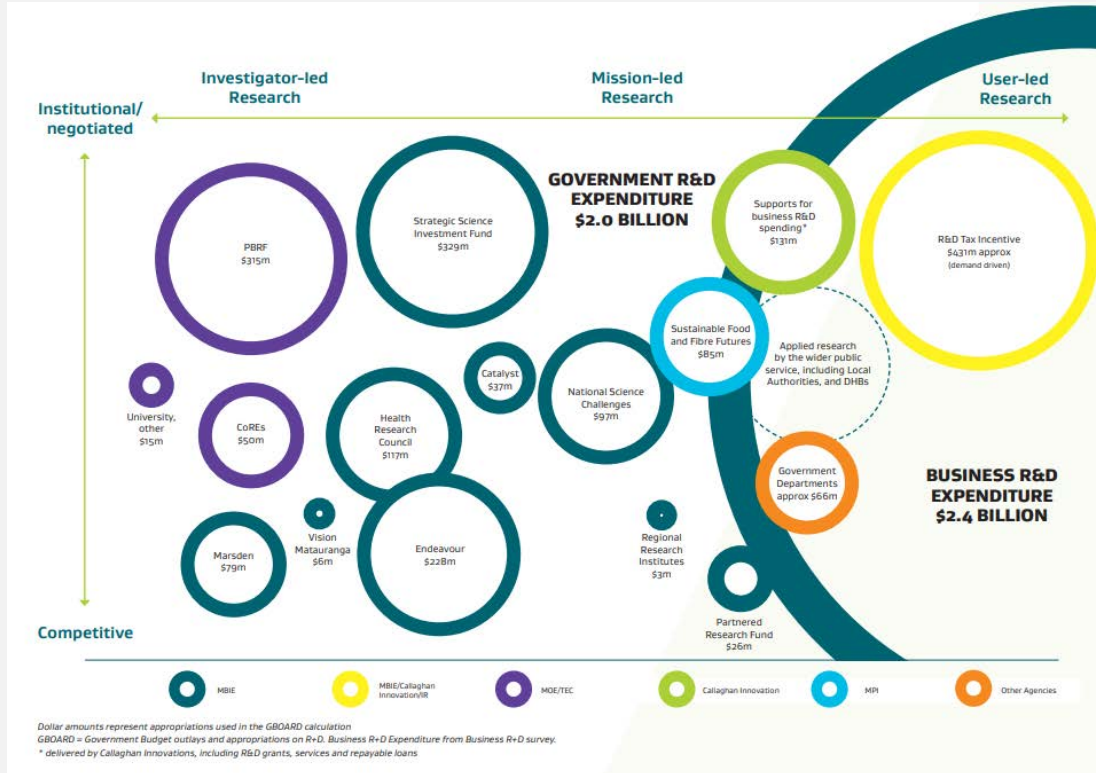 Investigator-led
Research
Mission-led
Research
User-led
Research
Institutional/
negotiated
GOVERNMENT R&D
EXPENDITURE
$2.0 BILLION
PBRF
$315m
Strategic Science
Investment Fund
$329m
Supports for
business R&D
spending*
$131m
R&D Tax Incentive
$431m approx
(demand driven)
Sustainable Food
and Fibre Futures
$85m
Applied research
by the wider public
service, including Local
Authorities, and DHBs
University,
other
$15m
CoREs
$50m
Health
Research
Council
$117m
Catalyst
$37m
National Science
Challenges
$97m
Government
Departments
approx $66m
BUSINESS R&D
EXPENDITURE
$2.4 BILLION
Marsden
$79m
Vision
Matauranga
$6m
Endeavour
$228m
Regional
Research
Institutes
$3m
Partnered
Research Fund
$26m
Competitive
MBIE
MBIE/Callaghan
Innovation/IR
MOE/TEC
Callaghan Innovation
MPI
Other Agencies
Dollar amounts represent appropriations used in the GBOARD calculation
GBOARD = Government Budget outlays and appropriations on R+D. Business R+D Expenditure from Business R+D survey.
* delivered by Callaghan Innovations, including R&D grants, services and repayable loans